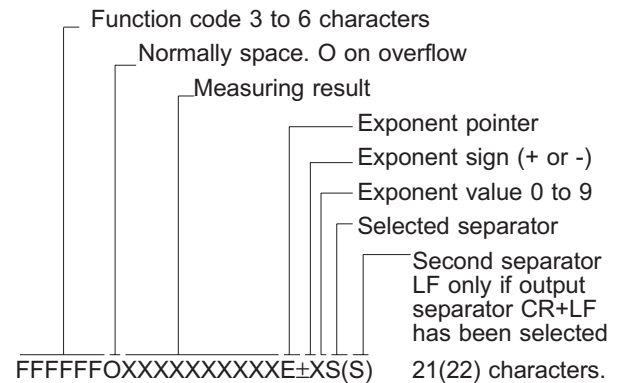 Function code 3 to 6 characters
Normally space. O on overflow
Measuring result
Exponent pointer
Exponent sign (+ or -)
Exponent value 0 to 9
Selected separator
Second separator
LF only if output
separator CR+LF
has been selected
FFFFFFOXXXXXXXXXXE±XS(S) 21(22) characters.